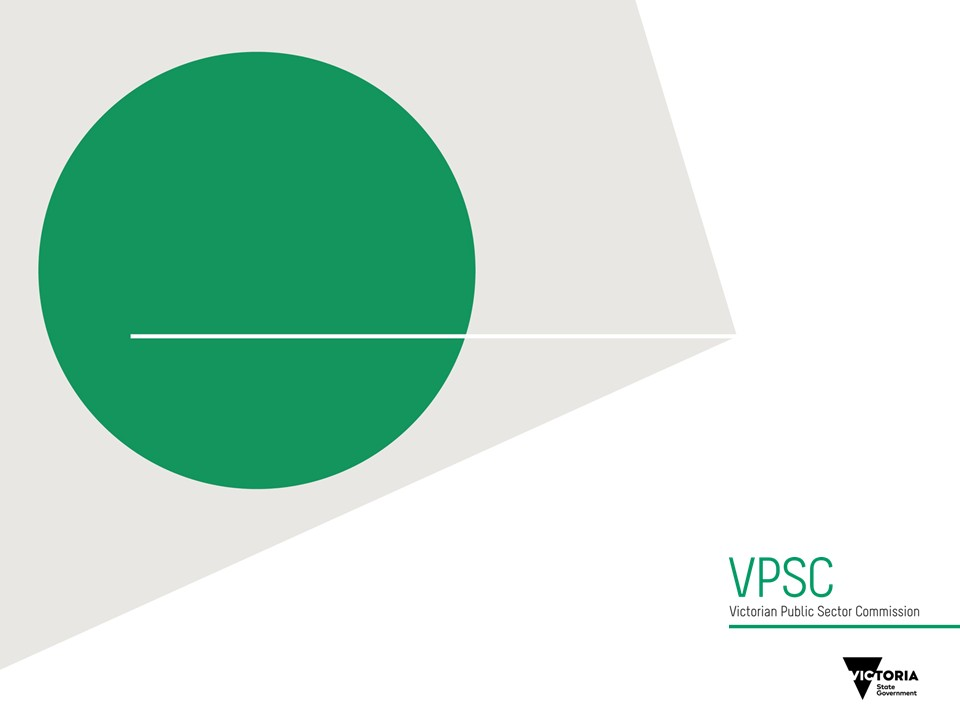 VPSC
Victorian Public Sector Commission
VICTORIA
State
Government